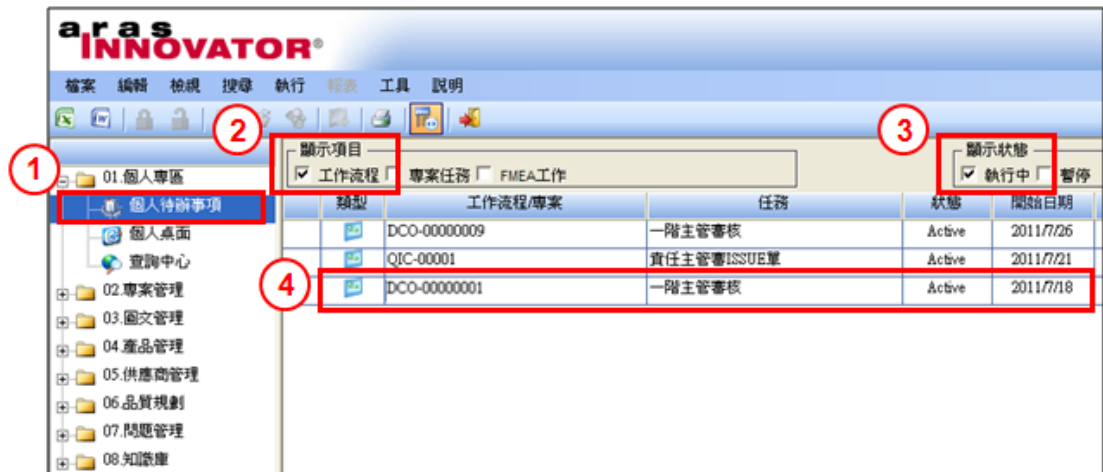 aras
INNOVATOR®
檔案 編輯 檢視 搜尋 執行 報表 工具 說明
2
3
1
顯示項目
顯示狀態
工作流程 專案任務 FMEA工作
執行中 暫停
01.個人專區
個人待辦事項
個人桌面
查詢中心
02.專案管理
03.圖文管理
04.產品管理
05.供應商管理
06.品質規劃
07.問題管理
08.知識庫
類型 工作流程/專案 任務 狀態 開始日期
DCO-00000009 一階主管審核 Active 2011/7/26
QIC-00001 責任主管審ISSUE單 Active 2011/7/21
4
DCO-00000001 一階主管審核 Active 2011/7/18